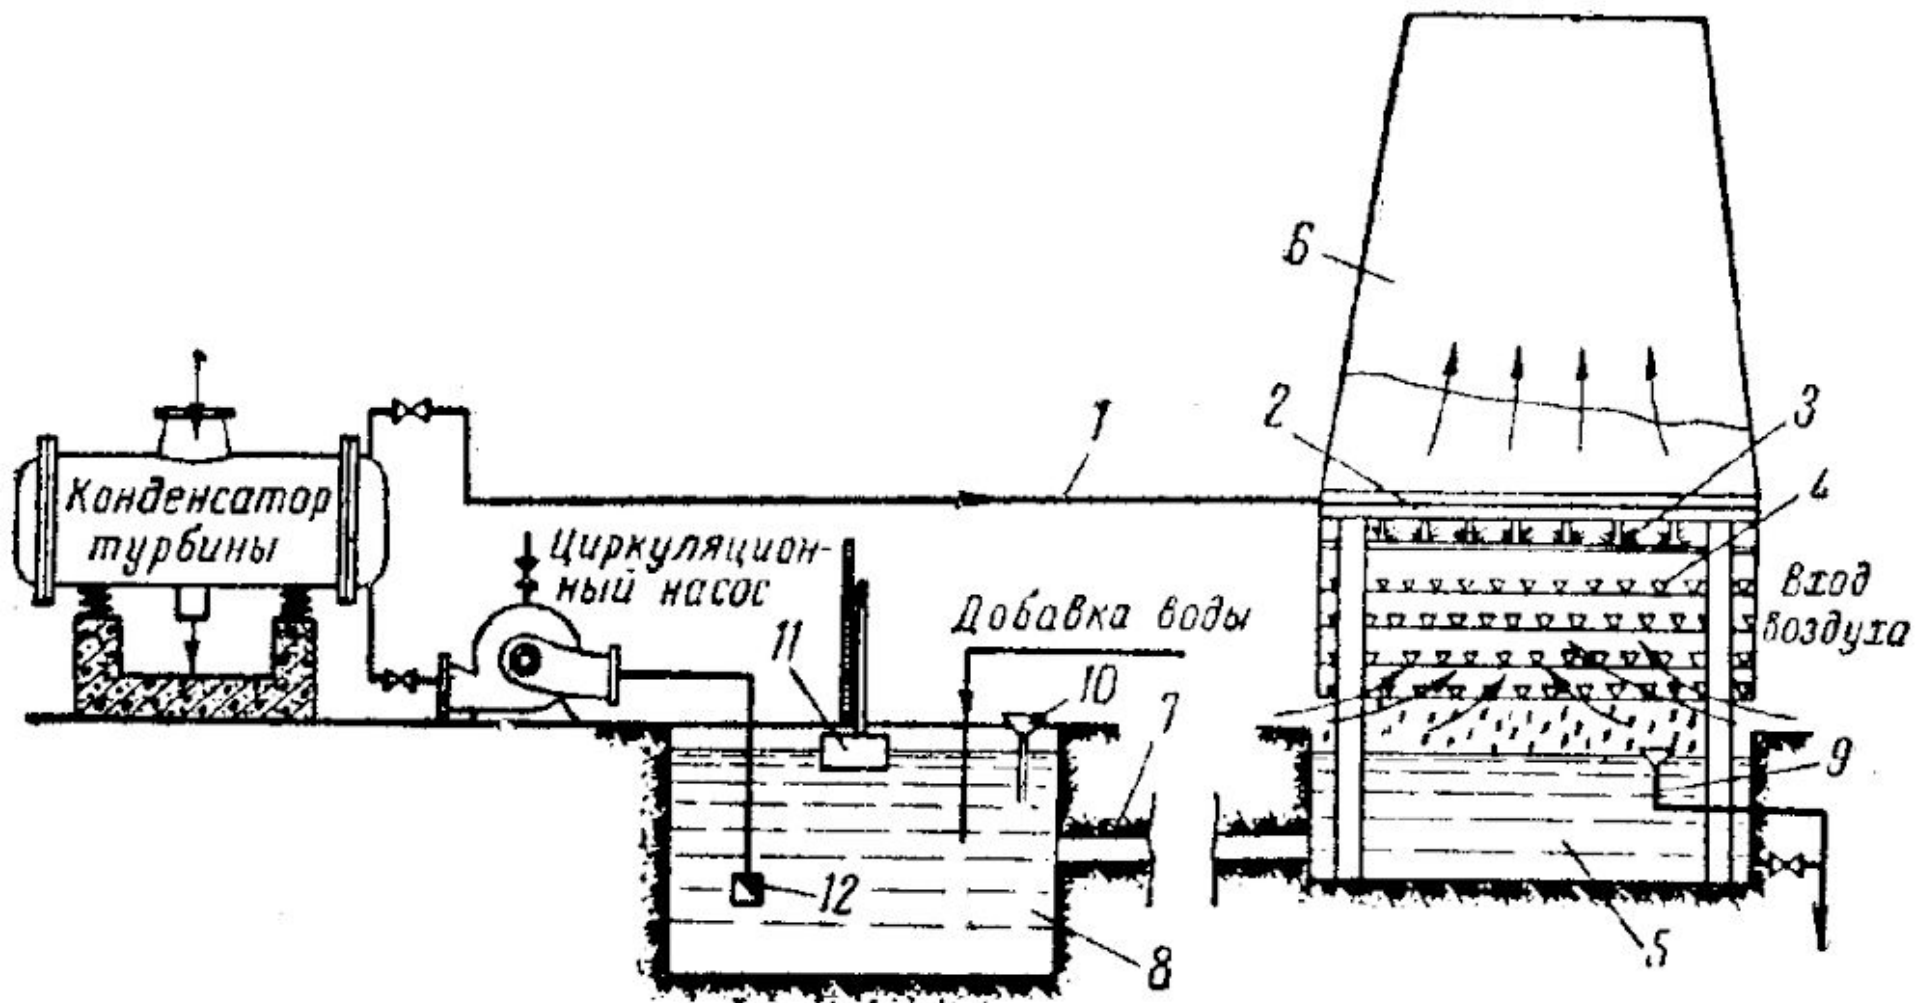 6
1
2
3
4
Конденсатор
турбины
Циркуляцион-
ный насос
Добавка воды
Вход
воздуха
11
10
7
9
12
8
5